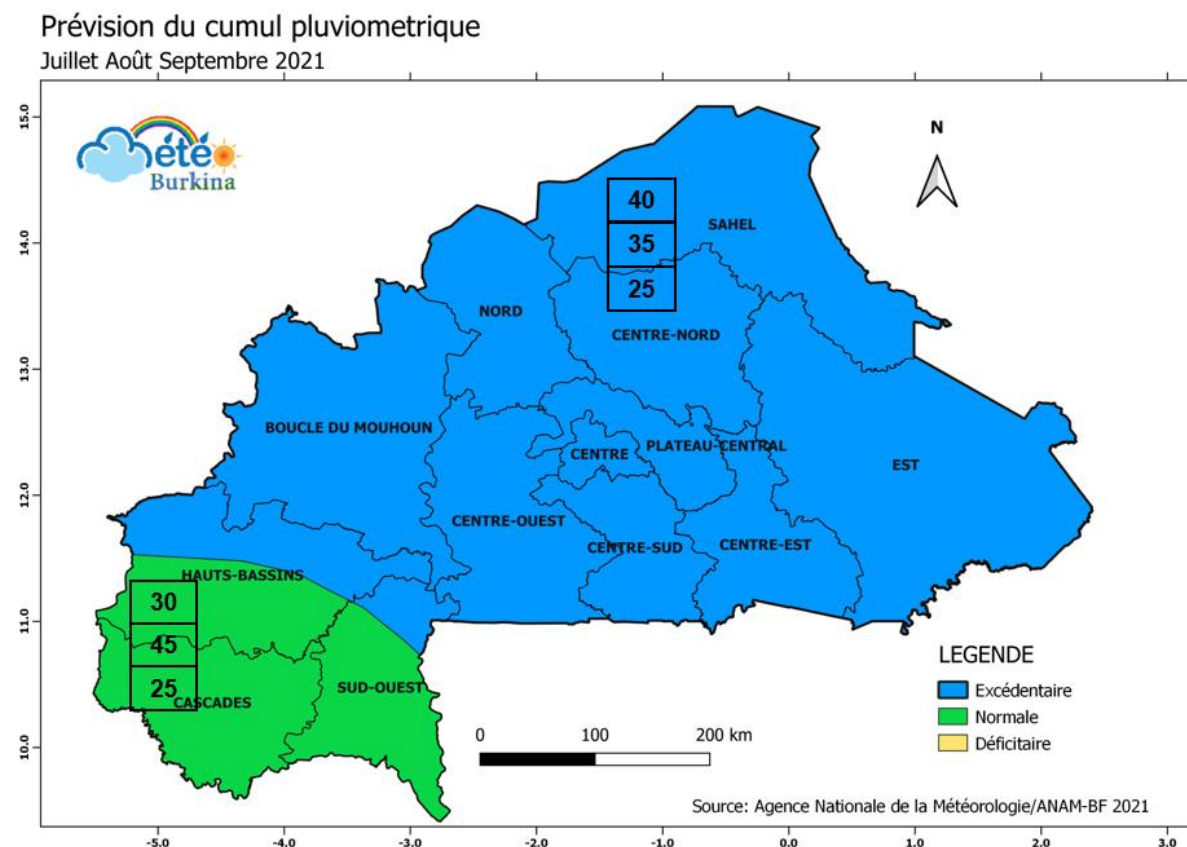 Prévision du cumul pluviometrique
Juillet Août Septembre 2021
été
Burkina
N
15.0
14.0
13.0
12.0
11.0
10.0
40
35
25
SAHEL
NORD
CENTRE-NORD
BOUCLE DU MOUHOUN
CENTRE
PLATEAU-CENTRAL
EST
CENTRE-OUEST
CENTRE-SUD
CENTRE-EST
HAUTS-BASSINS
30
45
25
CASCADES
SUD-OUEST
LEGENDE
Excédentaire
Normale
Déficitaire
0 100 200 km
Source: Agence Nationale de la Météorologie/ANAM-BF 2021
-5.0 -4.0 -3.0 -2.0 -1.0 0.0 1.0 2.0 3.0